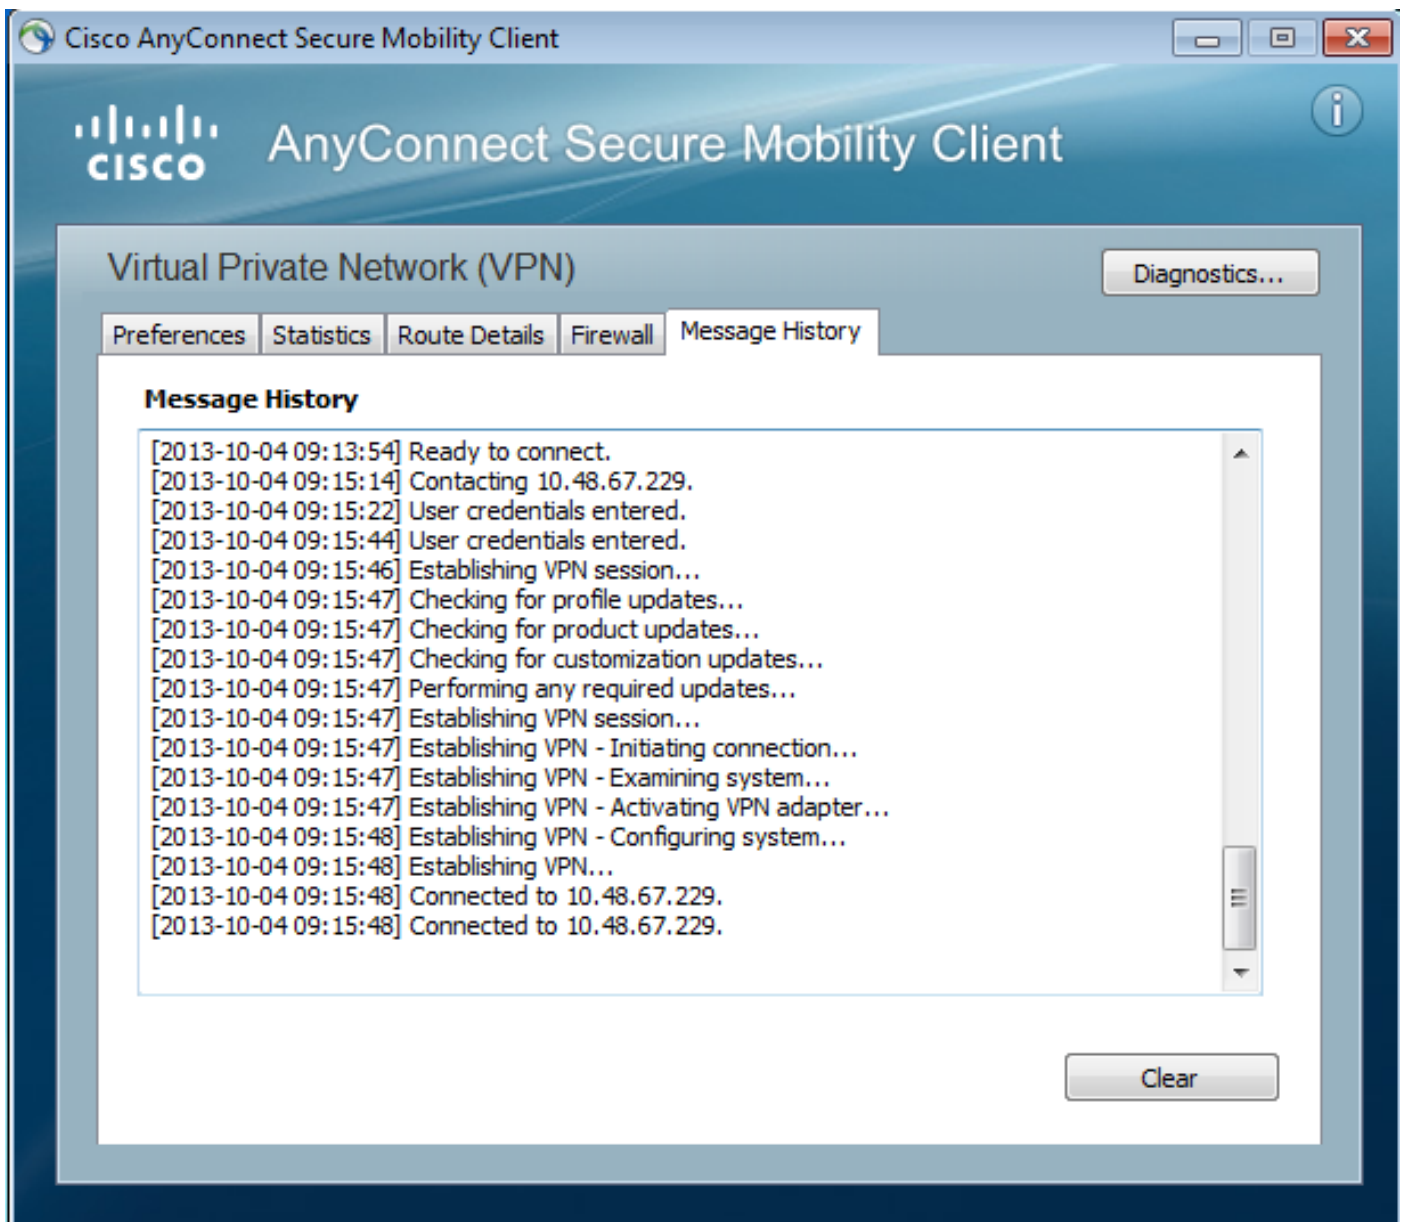 Cisco AnyConnect Secure Mobility Client
CISCO AnyConnect Secure Mobility Client
Virtual Private Network (VPN)
Diagnostics...
Preferences Statistics Route Details Firewall Message History
Message History
[2013-10-04 09:13:54] Ready to connect.
[2013-10-04 09:15:14] Contacting 10.48.67.229.
[2013-10-04 09:15:22] User credentials entered.
[2013-10-04 09:15:44] User credentials entered.
[2013-10-04 09:15:46] Establishing VPN session...
[2013-10-04 09:15:47] Checking for profile updates...
[2013-10-04 09:15:47] Checking for product updates...
[2013-10-04 09:15:47] Checking for customization updates...
[2013-10-04 09:15:47] Performing any required updates...
[2013-10-04 09:15:47] Establishing VPN session...
[2013-10-04 09:15:47] Establishing VPN - Initiating connection...
[2013-10-04 09:15:47] Establishing VPN - Examining system...
[2013-10-04 09:15:47] Establishing VPN - Activating VPN adapter...
[2013-10-04 09:15:48] Establishing VPN - Configuring system...
[2013-10-04 09:15:48] Establishing VPN...
[2013-10-04 09:15:48] Connected to 10.48.67.229.
[2013-10-04 09:15:48] Connected to 10.48.67.229.
Clear